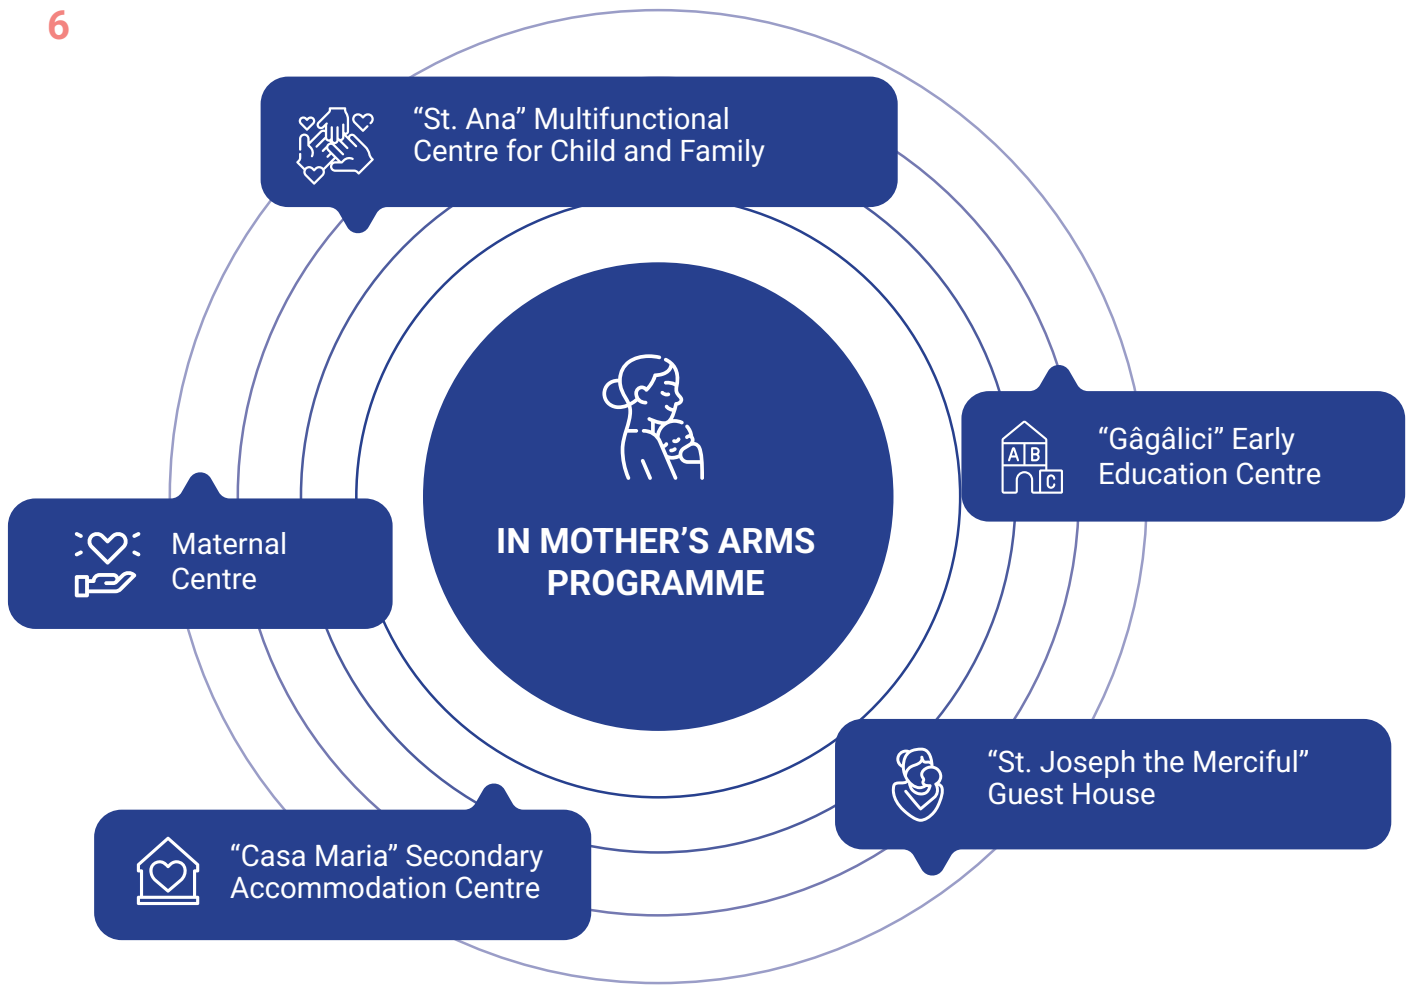 6
“St. Ana” Multifunctional
Centre for Child and Family
“Gâgâlici” Early
Education Centre
A B
C
IN MOTHER’S ARMS
PROGRAMME
Maternal
Centre
“St. Joseph the Merciful”
Guest House
“Casa Maria” Secondary
Accommodation Centre